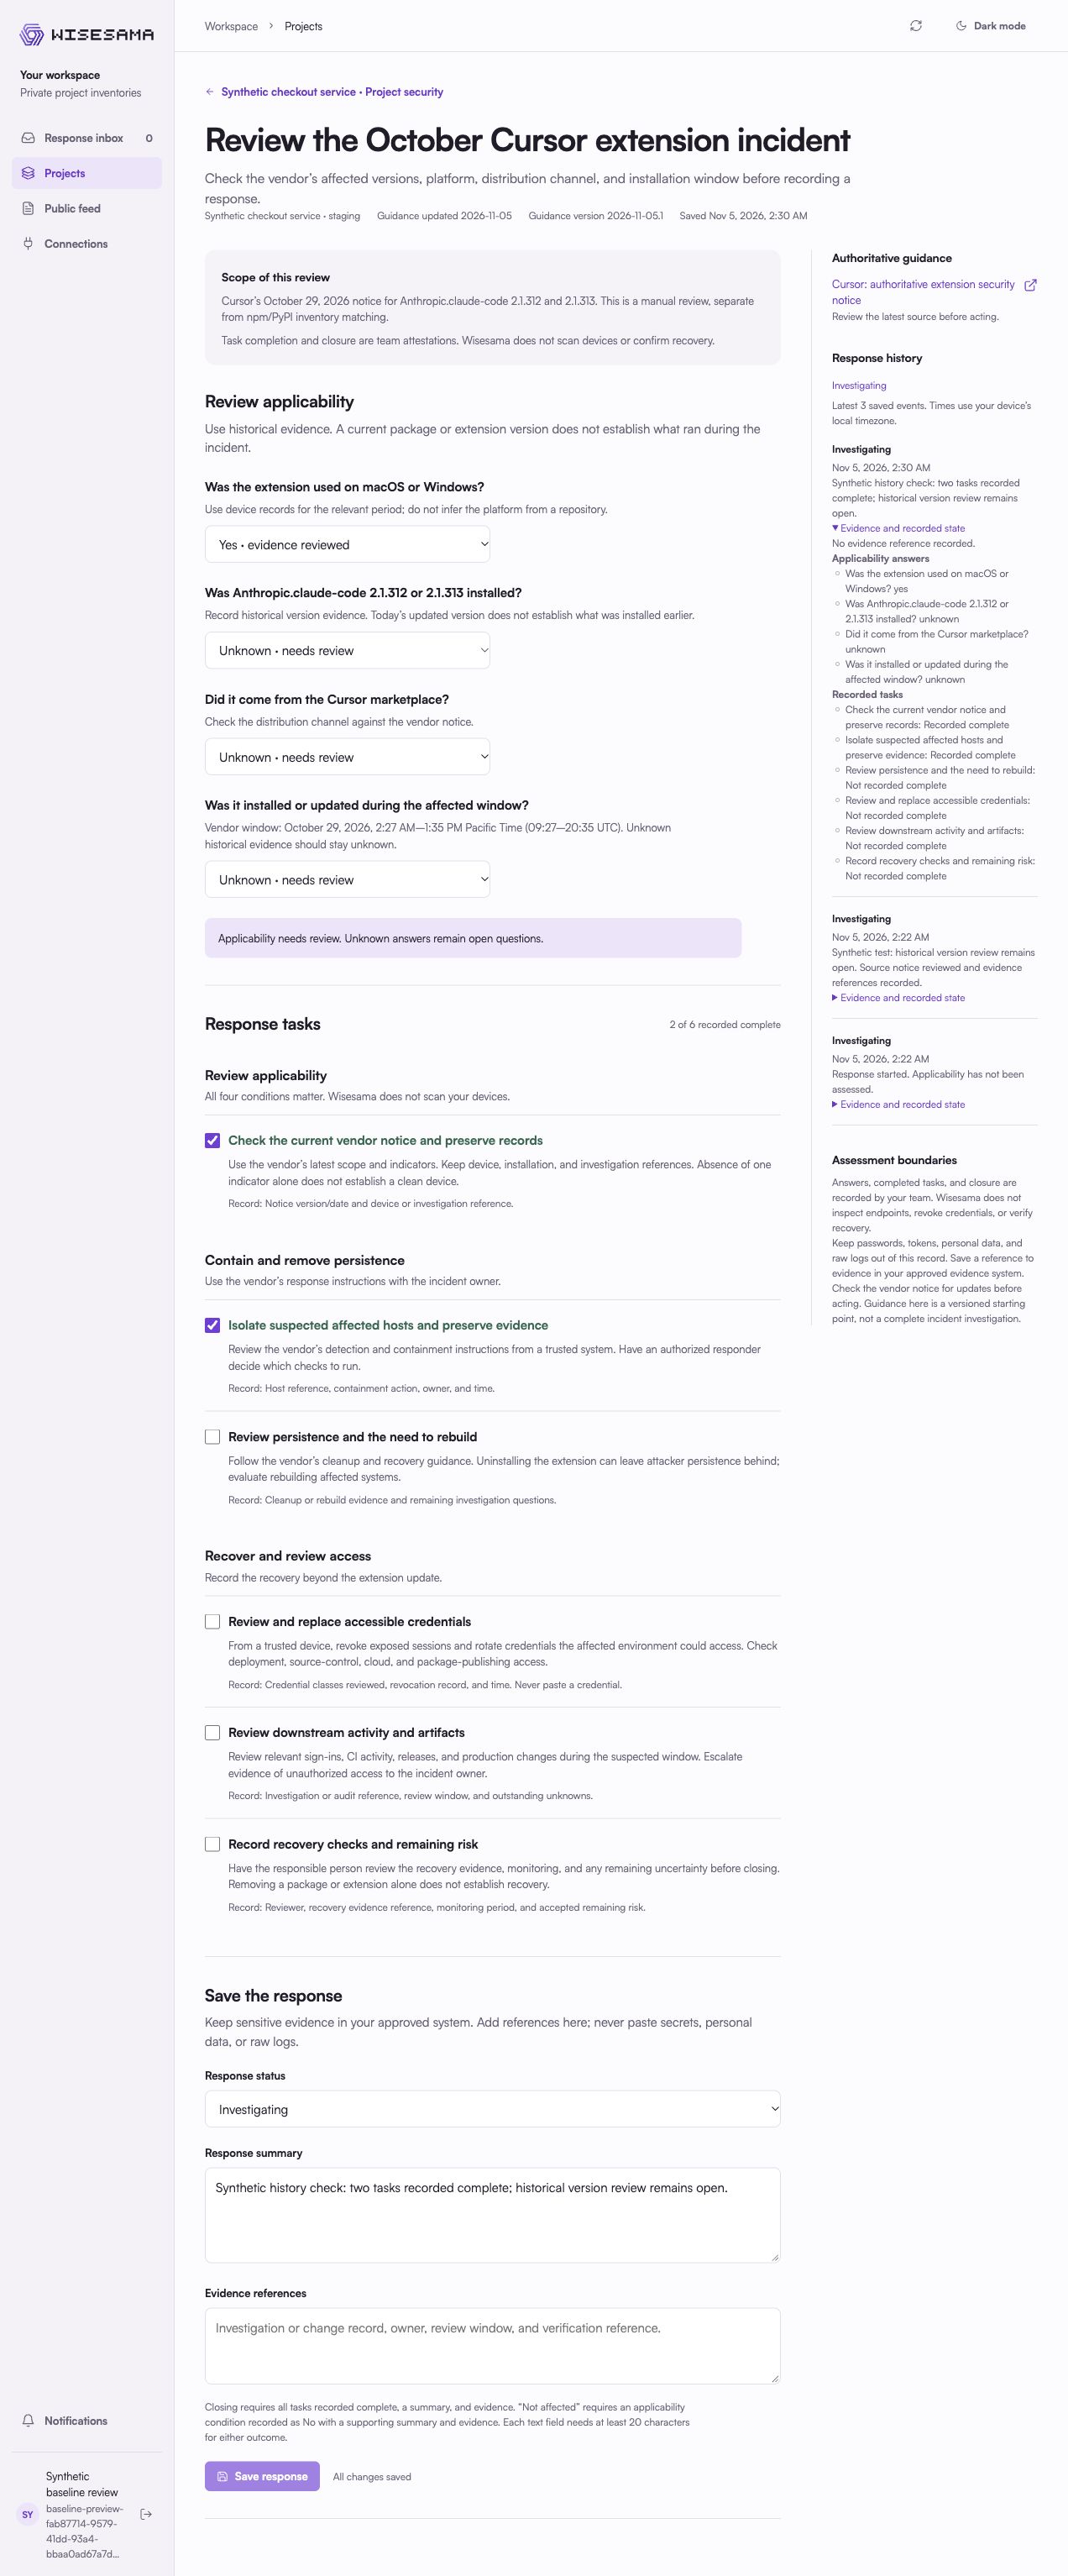 WISESAMA
Your workspace
Private project inventories
Response inbox 0
Projects
Public feed
Connections
Notifications
SY
Synthetic
baseline review
baseline-preview-
fab87714-9579-
41dd-93a4-
bbaa0ad67a7d...
Workspace > Projects
Dark mode
← Synthetic checkout service · Project security
Review the October Cursor extension incident
Check the vendor's affected versions, platform, distribution channel, and installation window before recording a
response.
Synthetic checkout service · staging Guidance updated 2026-11-05 Guidance version 2026-11-05.1 Saved Nov 5, 2026, 2:30 AM
Scope of this review
Cursor's October 29, 2026 notice for Anthropic.claude-code 2.1.312 and 2.1.313. This is a manual review, separate
from npm/PyPI inventory matching.
Task completion and closure are team attestations. Wisesama does not scan devices or confirm recovery.
Review applicability
Use historical evidence. A current package or extension version does not establish what ran during the
incident.
Was the extension used on macOS or Windows?
Use device records for the relevant period; do not infer the platform from a repository.
Yes · evidence reviewed
Was Anthropic.claude-code 2.1.312 or 2.1.313 installed?
Record historical version evidence. Today's updated version does not establish what was installed earlier.
Unknown · needs review
Did it come from the Cursor marketplace?
Check the distribution channel against the vendor notice.
Unknown · needs review
Was it installed or updated during the affected window?
Vendor window: October 29, 2026, 2:27 AM–1:35 PM Pacific Time (09:27–20:35 UTC). Unknown
historical evidence should stay unknown.
Unknown · needs review
Applicability needs review. Unknown answers remain open questions.
Response tasks
2 of 6 recorded complete
Review applicability
All four conditions matter. Wisesama does not scan your devices.
Check the current vendor notice and preserve records
Use the vendor's latest scope and indicators. Keep device, installation, and investigation references. Absence of one
indicator alone does not establish a clean device.
Record: Notice version/date and device or investigation reference.
Contain and remove persistence
Use the vendor's response instructions with the incident owner.
Isolate suspected affected hosts and preserve evidence
Review the vendor's detection and containment instructions from a trusted system. Have an authorized responder
decide which checks to run.
Record: Host reference, containment action, owner, and time.
Review persistence and the need to rebuild
Follow the vendor's cleanup and recovery guidance. Uninstalling the extension can leave attacker persistence behind;
evaluate rebuilding affected systems.
Record: Cleanup or rebuild evidence and remaining investigation questions.
Recover and review access
Record the recovery beyond the extension update.
Review and replace accessible credentials
From a trusted device, revoke exposed sessions and rotate credentials the affected environment could access. Check
deployment, source-control, cloud, and package-publishing access.
Record: Credential classes reviewed, revocation record, and time. Never paste a credential.
Review downstream activity and artifacts
Review relevant sign-ins, CI activity, releases, and production changes during the suspected window. Escalate
evidence of unauthorized access to the incident owner.
Record: Investigation or audit reference, review window, and outstanding unknowns.
Record recovery checks and remaining risk
Have the responsible person review the recovery evidence, monitoring, and any remaining uncertainty before closing.
Removing a package or extension alone does not establish recovery.
Record: Reviewer, recovery evidence reference, monitoring period, and accepted remaining risk.
Save the response
Keep sensitive evidence in your approved system. Add references here; never paste secrets, personal
data, or raw logs.
Response status
Investigating
Response summary
Synthetic history check: two tasks recorded complete; historical version review remains open.
Evidence references
Investigation or change record, owner, review window, and verification reference.
Closing requires all tasks recorded complete, a summary, and evidence. "Not affected" requires an applicability
condition recorded as No with a supporting summary and evidence. Each text field needs at least 20 characters
for either outcome.
Save response
All changes saved
Authoritative guidance
Cursor: authoritative extension security
notice
Review the latest source before acting.
Response history
Investigating
Latest 3 saved events. Times use your device's
local timezone.
Investigating
Nov 5, 2026, 2:30 AM
Synthetic history check: two tasks recorded
complete; historical version review remains
open.
▼ Evidence and recorded state
No evidence reference recorded.
Applicability answers
Was the extension used on macOS or
Windows? yes
Was Anthropic.claude-code 2.1.312 or
2.1.313 installed? unknown
Did it come from the Cursor marketplace?
unknown
Was it installed or updated during the
affected window? unknown
Recorded tasks
Check the current vendor notice and
preserve records: Recorded complete
Isolate suspected affected hosts and
preserve evidence: Recorded complete
Review persistence and the need to rebuild:
Not recorded complete
Review and replace accessible credentials:
Not recorded complete
Review downstream activity and artifacts:
Not recorded complete
Record recovery checks and remaining risk:
Not recorded complete
Investigating
Nov 5, 2026, 2:22 AM
Synthetic test: historical version review remains
open. Source notice reviewed and evidence
references recorded.
▶ Evidence and recorded state
Investigating
Nov 5, 2026, 2:22 AM
Response started. Applicability has not been
assessed.
▶ Evidence and recorded state
Assessment boundaries
Answers, completed tasks, and closure are
recorded by your team. Wisesama does not
inspect endpoints, revoke credentials, or verify
recovery.
Keep passwords, tokens, personal data, and
raw logs out of this record. Save a reference to
evidence in your approved evidence system.
Check the vendor notice for updates before
acting. Guidance here is a versioned starting
point, not a complete incident investigation.